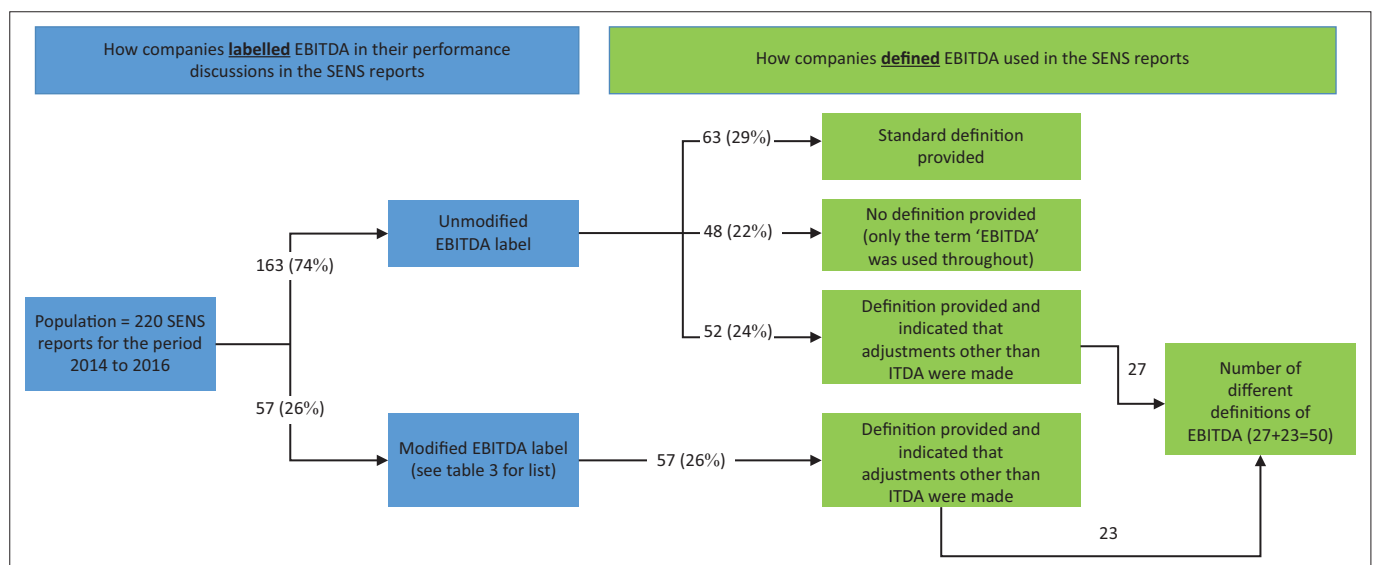 How companies labelled EBITDA in their performance
discussions in the SENS reports
How companies defined EBITDA used in the SENS reports
63 (29%)
Standard definition
provided
Unmodified
EBITDA label
48 (22%)
No definition provided
(only the term ‘EBITDA’
was used throughout)
163 (74%)
Population = 220 SENS
reports for the period
2014 to 2016
52 (24%)
Definition provided and
indicated that
adjustments other than
ITDA were made
27
Number of
different
definitions of
EBITDA (27+23=50)
57 (26%)
Modified EBITDA label
(see table 3 for list)
57 (26%)
Definition provided and
indicated that
adjustments other than
ITDA were made
23